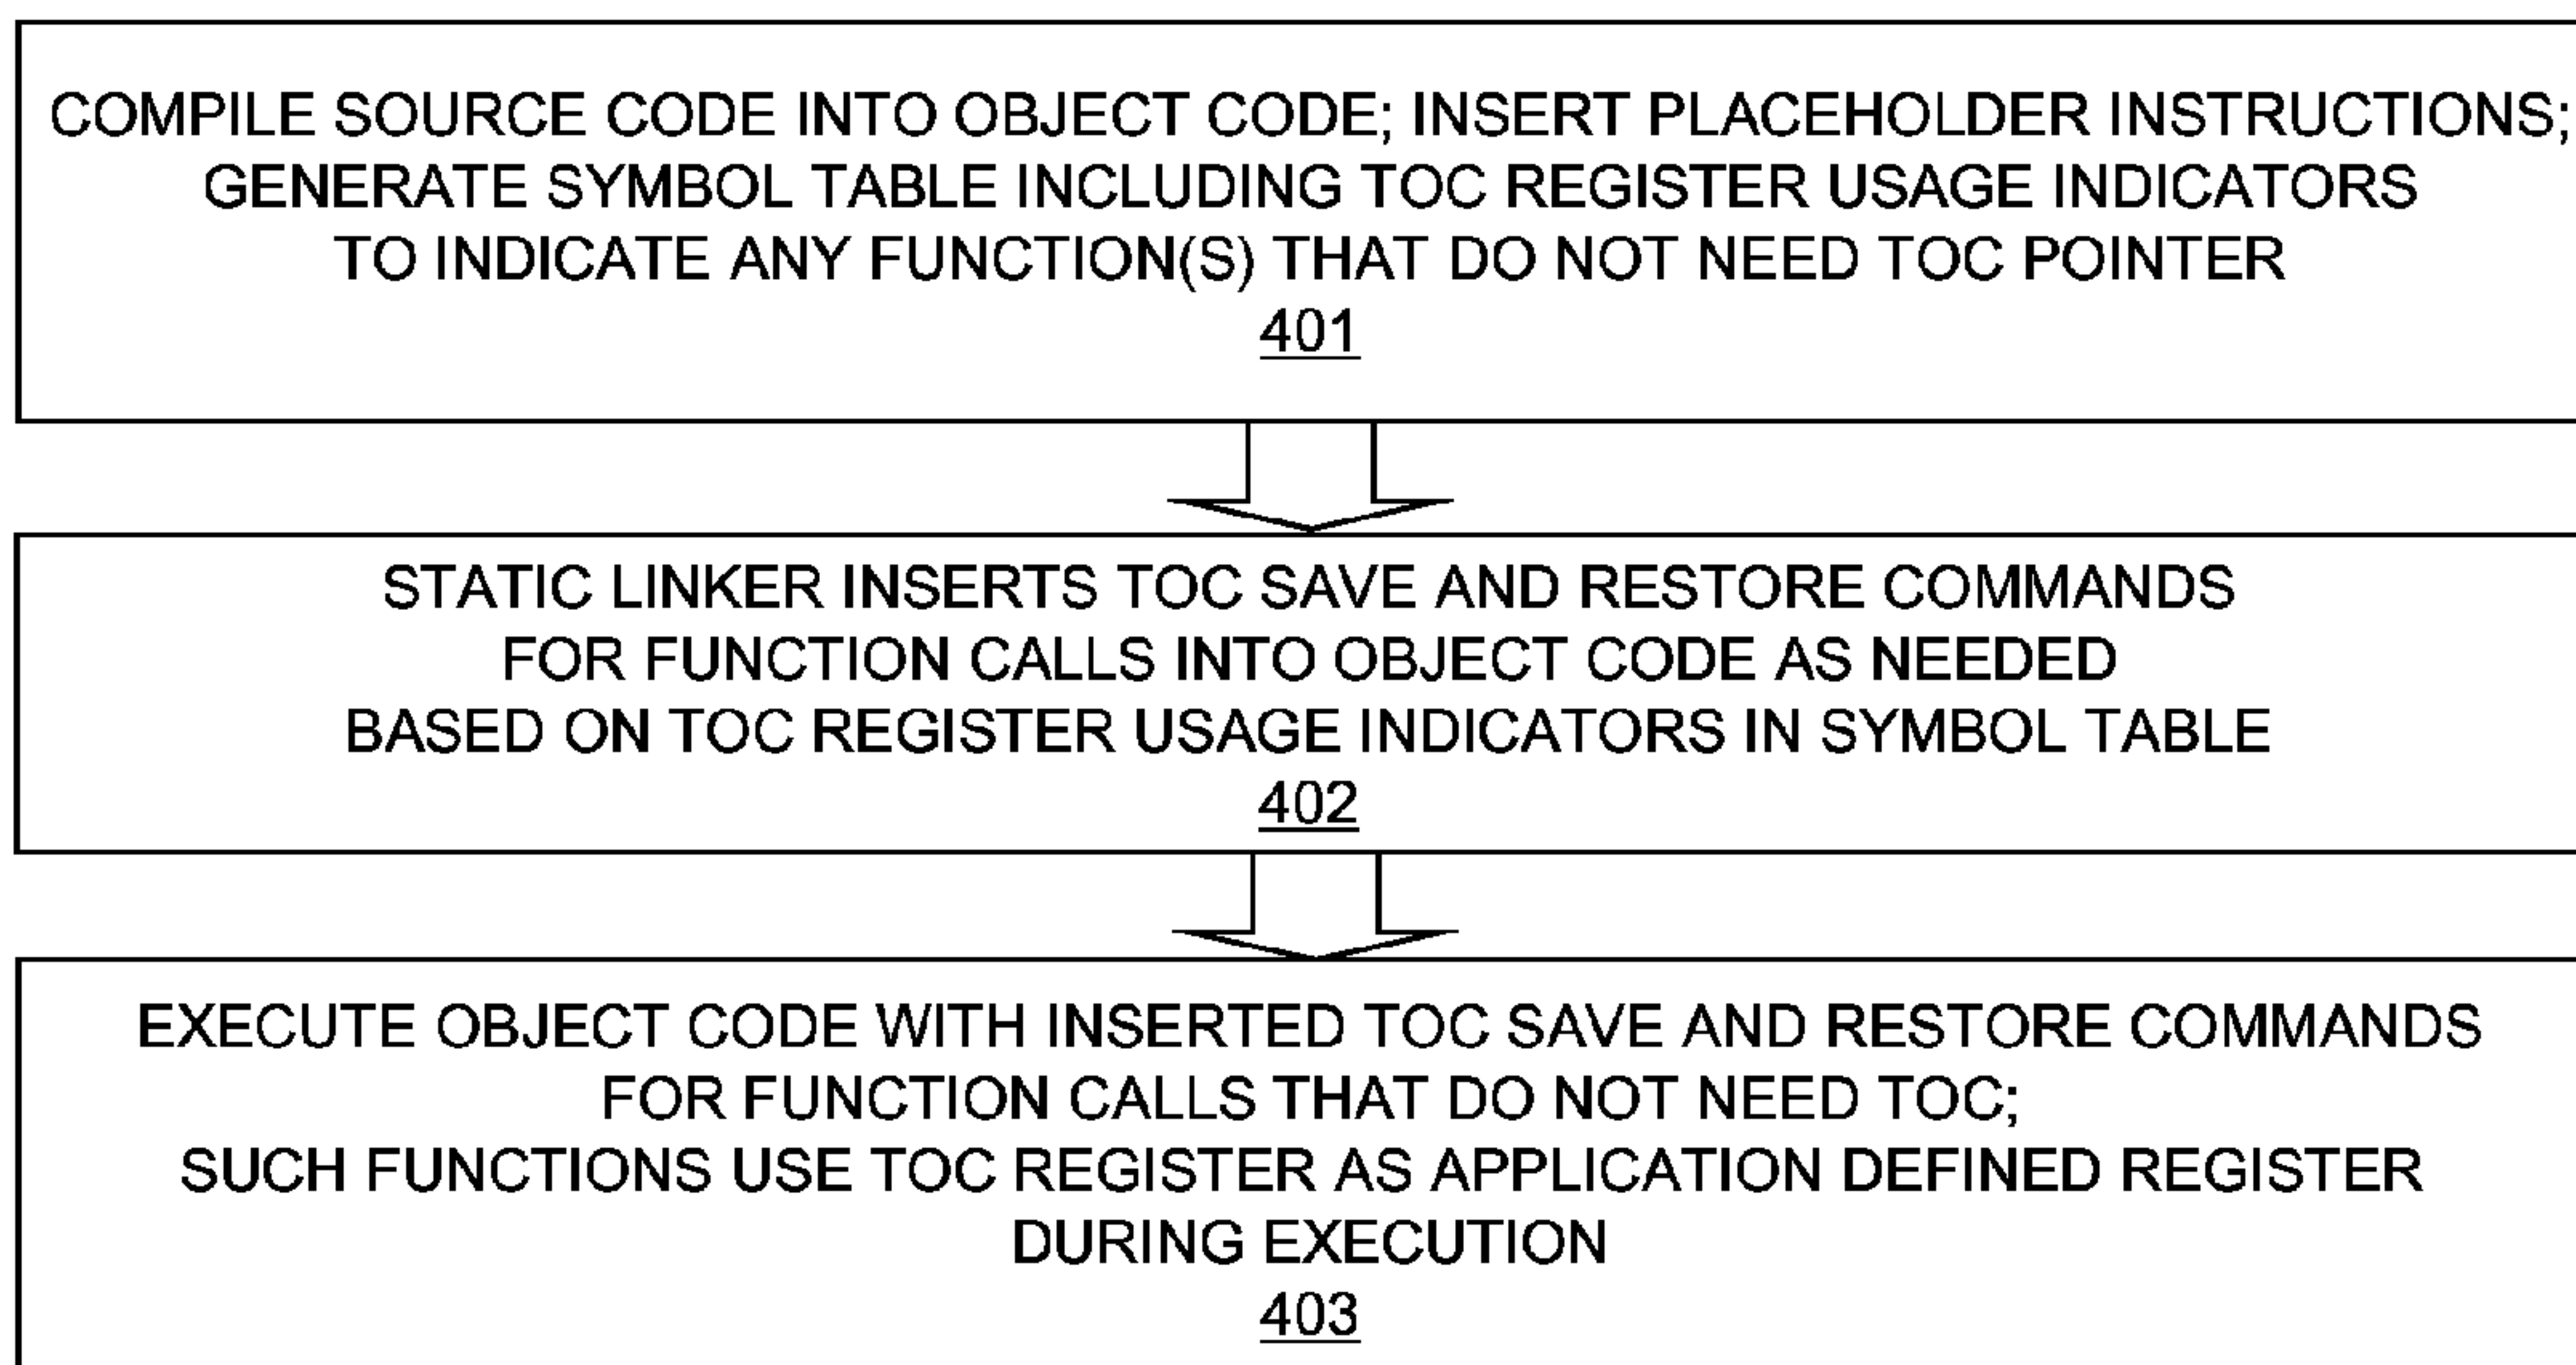 COMPILE SOURCE CODE INTO OBJECT CODE; INSERT PLACEHOLDER INSTRUCTIONS;
GENERATE SYMBOL TABLE INCLUDING TOC REGISTER USAGE INDICATORS
TO INDICATE ANY FUNCTION(S) THAT DO NOT NEED TOC POINTER
401
STATIC LINKER INSERTS TOC SAVE AND RESTORE COMMANDS
FOR FUNCTION CALLS INTO OBJECT CODE AS NEEDED
BASED ON TOC REGISTER USAGE INDICATORS IN SYMBOL TABLE
402
EXECUTE OBJECT CODE WITH INSERTED TOC SAVE AND RESTORE COMMANDS
FOR FUNCTION CALLS THAT DO NOT NEED TOC;
SUCH FUNCTIONS USE TOC REGISTER AS APPLICATION DEFINED REGISTER
DURING EXECUTION
403